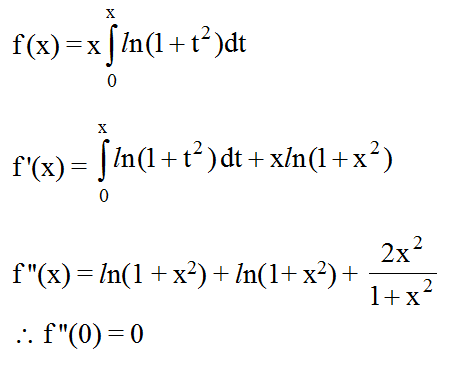 f(x) = x∫₀ˣ ln(1 + t²)dt
f'(x) = ∫₀ˣ ln(1 + t²)dt + xln(1 + x²)
f"(x) = ln(1 + x²) + ln(1 + x²) + 2x²/(1 + x²)
∴ f"(0) = 0